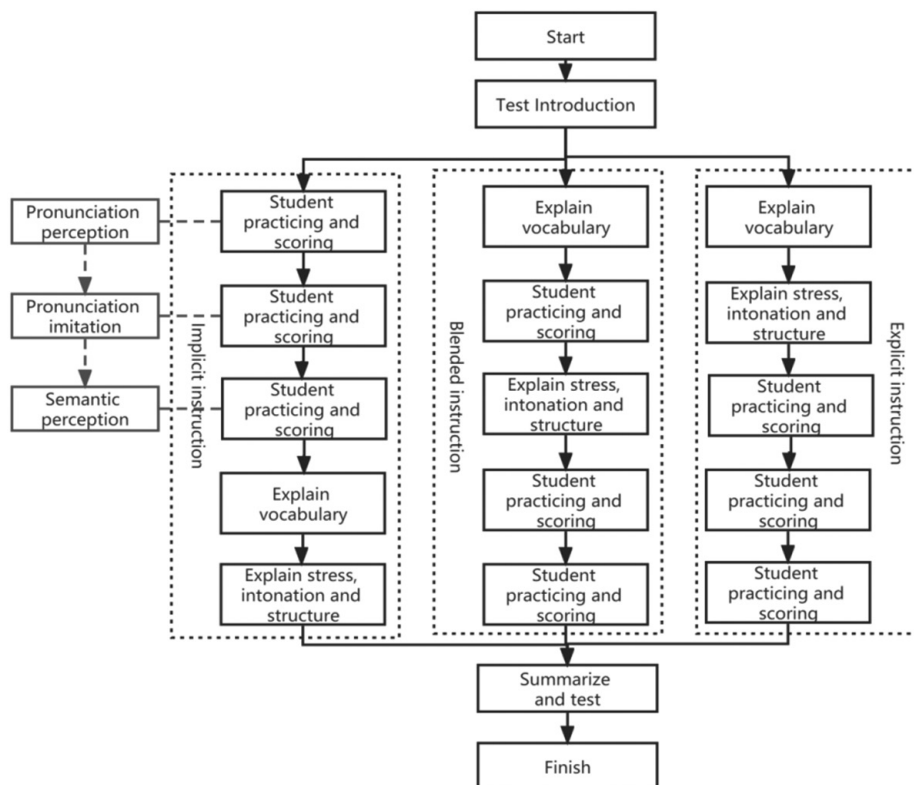 Start
Test Introduction
Pronunciation
perception
Pronunciation
imitation
Semantic
perception
Implicit instruction
Student
practicing and
scoring
Student
practicing and
scoring
Student
practicing and
scoring
Explain
vocabulary
Explain stress,
intonation and
structure
Blended instruction
Explain
vocabulary
Student
practicing and
scoring
Explain stress,
intonation and
structure
Student
practicing and
scoring
Student
practicing and
scoring
Explain
vocabulary
Explain stress,
intonation and
structure
Student
practicing and
scoring
Student
practicing and
scoring
Student
practicing and
scoring
Explicit instruction
Summarize
and test
Finish